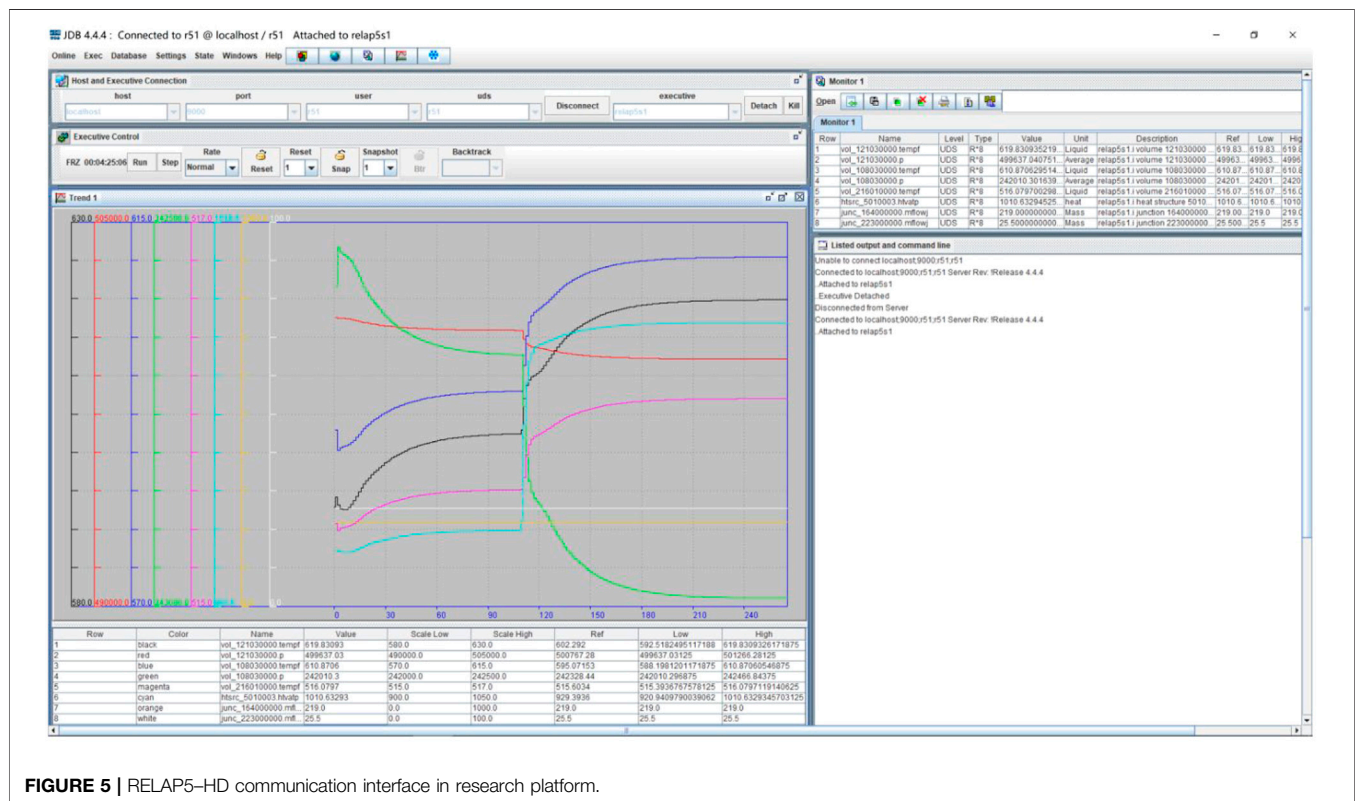 JDB 4.4.4 : Connected to r51 @ localhost / r51 Attached to relap5s1
Online Exec Database Settings State Windows Help
Host and Executive Connection
host port user uds executive
localhost 9000 r51 r51 Disconnect relap5s1 Detach Kill
Executive Control
Rate Reset Snapshot Backtrack
FRZ 00:04:25:06 Run Step Normal Reset 1 Snap 1 Btr
Trend 1
630.0 505000.0 615.0 517.0 100.0
580.0 490000.0 570.0 515.0 0.0
0 30 60 90 120 150 180 210 240
Row Color Name Value Scale Low Scale High Ref Low High
1 black vol_121030000.tempf 619.83093 580.0 630.0 602.292 592.5182495117188 619.8309326171875
2 red vol_121030000.p 499637.03 490000.0 505000.0 500767.28 499637.03125 501266.28125
3 blue vol_108030000.tempf 610.8706 570.0 615.0 595.07153 588.1981201171875 610.87060546875
4 green vol_108030000.p 242010.3 242000.0 242500.0 242328.44 242010.296875 242466.84375
5 magenta vol_216010000.tempf 516.0797 515.0 517.0 515.6034 515.3936767578125 516.0797119140625
6 cyan htsrc_5010003.htvatp 1010.63293 900.0 1050.0 929.3936 920.9409790039062 1010.6329345703125
7 orange junc_164000000.mfl... 219.0 0.0 1000.0 219.0 219.0 219.0
8 white junc_223000000.mfl... 25.5 0.0 100.0 25.5 25.5 25.5
Monitor 1
Open
Monitor 1
Row Name Level Type Value Unit Description Ref Low Hig
1 vol_121030000.tempf UDS R*8 619.830935219... Liquid relap5s1.i volume 121030000 ... 619.83... 619.83... 619.8
2 vol_121030000.p UDS R*8 499637.040751... Average relap5s1.i volume 121030000 ... 49963... 49963... 4996
3 vol_108030000.tempf UDS R*8 610.870629514... Liquid relap5s1.i volume 108030000 ... 610.87... 610.87... 610.8
4 vol_108030000.p UDS R*8 242010.301639... Average relap5s1.i volume 108030000 ... 24201... 24201... 2420
5 vol_216010000.tempf UDS R*8 516.079700298... Liquid relap5s1.i volume 216010000 ... 516.07... 516.07... 516.0
6 htsrc_5010003.htvatp UDS R*8 1010.63294525... heat relap5s1.i heat structure 5010... 1010.6... 1010.6... 1010
7 junc_164000000.mflowj UDS R*8 219.000000000... Mass relap5s1.i junction 164000000... 219.00... 219.0 219.0
8 junc_223000000.mflowj UDS R*8 25.5000000000... Mass relap5s1.i junction 223000000... 25.500... 25.5 25.5
Listed output and command line
Unable to connect localhost;9000;r51;r51
Connected to localhost;9000;r51;r51 Server Rev: !Release 4.4.4
..Attached to relap5s1
..Executive Detached
Disconnected from Server
Connected to localhost;9000;r51;r51 Server Rev: !Release 4.4.4
..Attached to relap5s1
FIGURE 5 | RELAP5–HD communication interface in research platform.